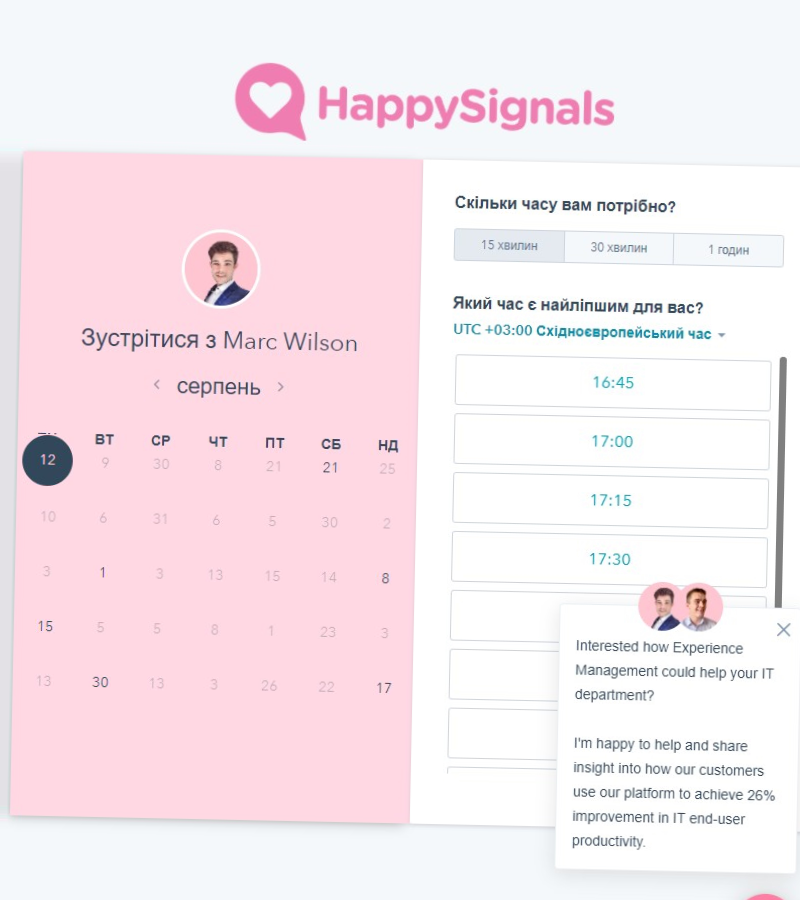 HappySignals
Зустрітися з Marc Wilson
серпень
ВТ СР ЧТ ПТ СБ НД
12 9 30 8 21 21 25
10 6 31 6 5 30 2
3 1 3 13 15 14 8
15 5 5 8 1 23 3
13 30 13 3 26 22 17
Скільки часу вам потрібно?
15 хвилин 30 хвилин 1 годин
Який час є найліпшим для вас?
UTC +03:00 Східноєвропейський час
16:45
17:00
17:15
17:30
Interested how Experience
Management could help your IT
department?
I'm happy to help and share
insight into how our customers
use our platform to achieve 26%
improvement in IT end-user
productivity.